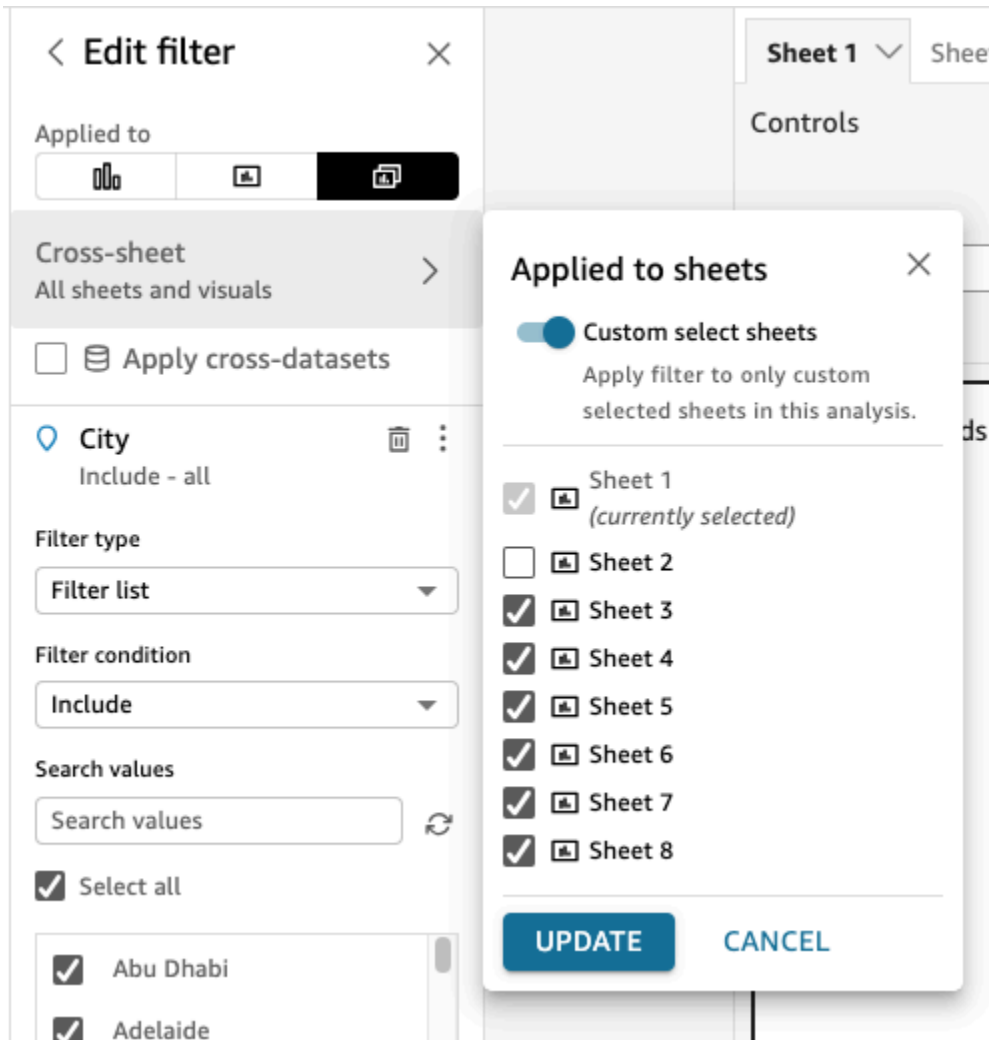 Edit filter
Applied to
Cross-sheet
All sheets and visuals
Apply cross-datasets
City
Include - all
Filter type
Filter list
Filter condition
Include
Search values
Search values
Select all
Abu Dhabi
Adelaide
Sheet 1
Controls
Applied to sheets
Custom select sheets
Apply filter to only custom
selected sheets in this analysis.
Sheet 1
(currently selected)
Sheet 2
Sheet 3
Sheet 4
Sheet 5
Sheet 6
Sheet 7
Sheet 8
UPDATE CANCEL